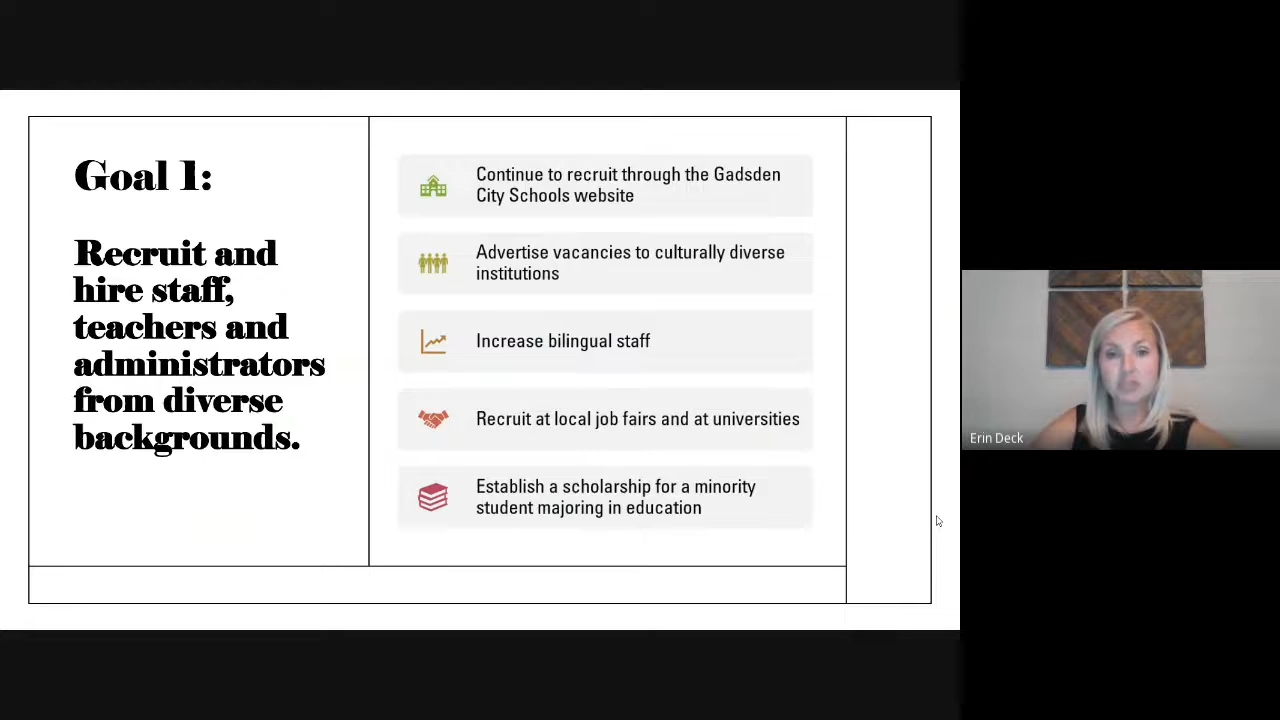 Goal 1:
Recruit and
hire staff,
teachers and
administrators
from diverse
backgrounds.
Continue to recruit through the Gadsden
City Schools website
Advertise vacancies to culturally diverse
institutions
Increase bilingual staff
Recruit at local job fairs and at universities
Establish a scholarship for a minority
student majoring in education
Erin Deck